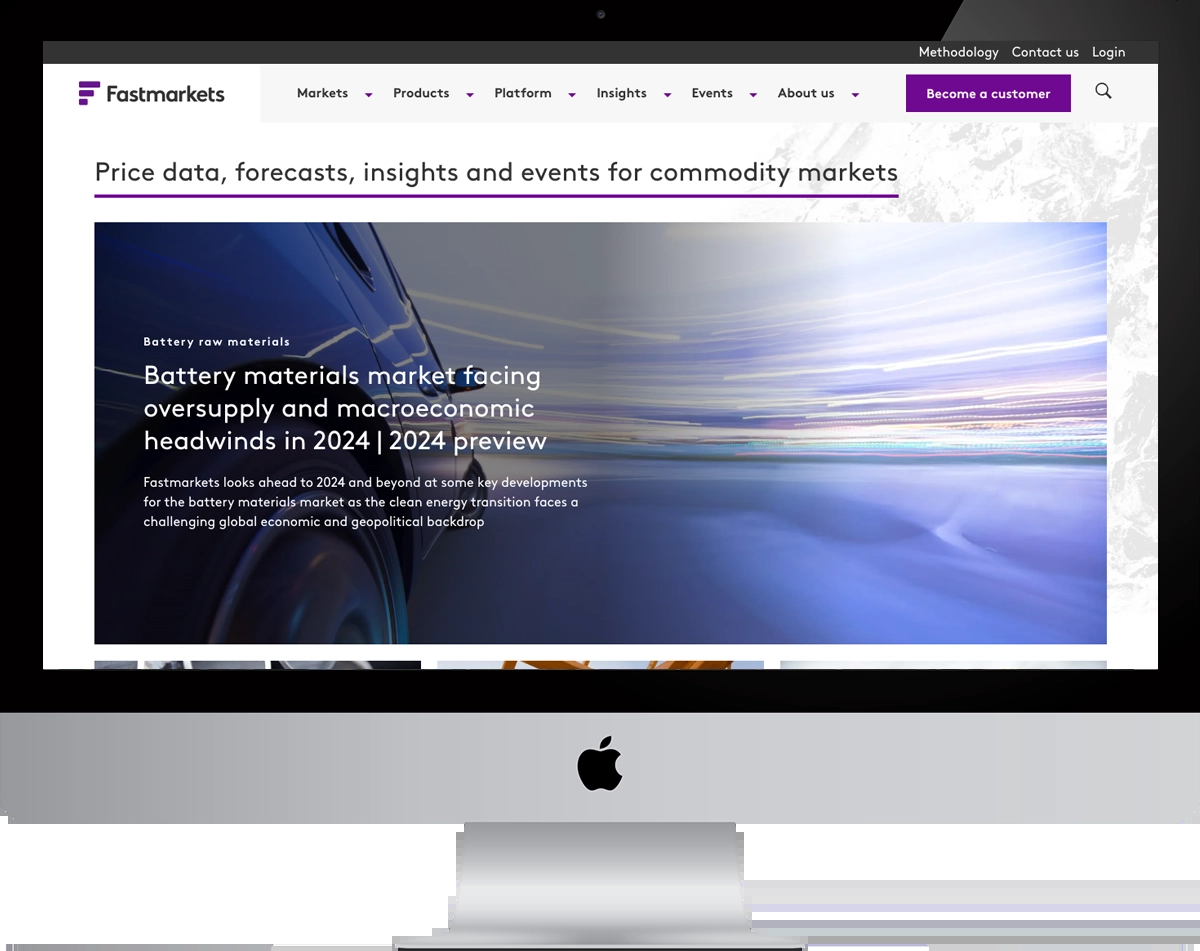 Methodology Contact us Login
Fastmarkets Markets Products Platform Insights Events About us Become a customer
Price data, forecasts, insights and events for commodity markets
Battery raw materials
Battery materials market facing
oversupply and macroeconomic
headwinds in 2024 | 2024 preview
Fastmarkets looks ahead to 2024 and beyond at some key developments
for the battery materials market as the clean energy transition faces a
challenging global economic and geopolitical backdrop